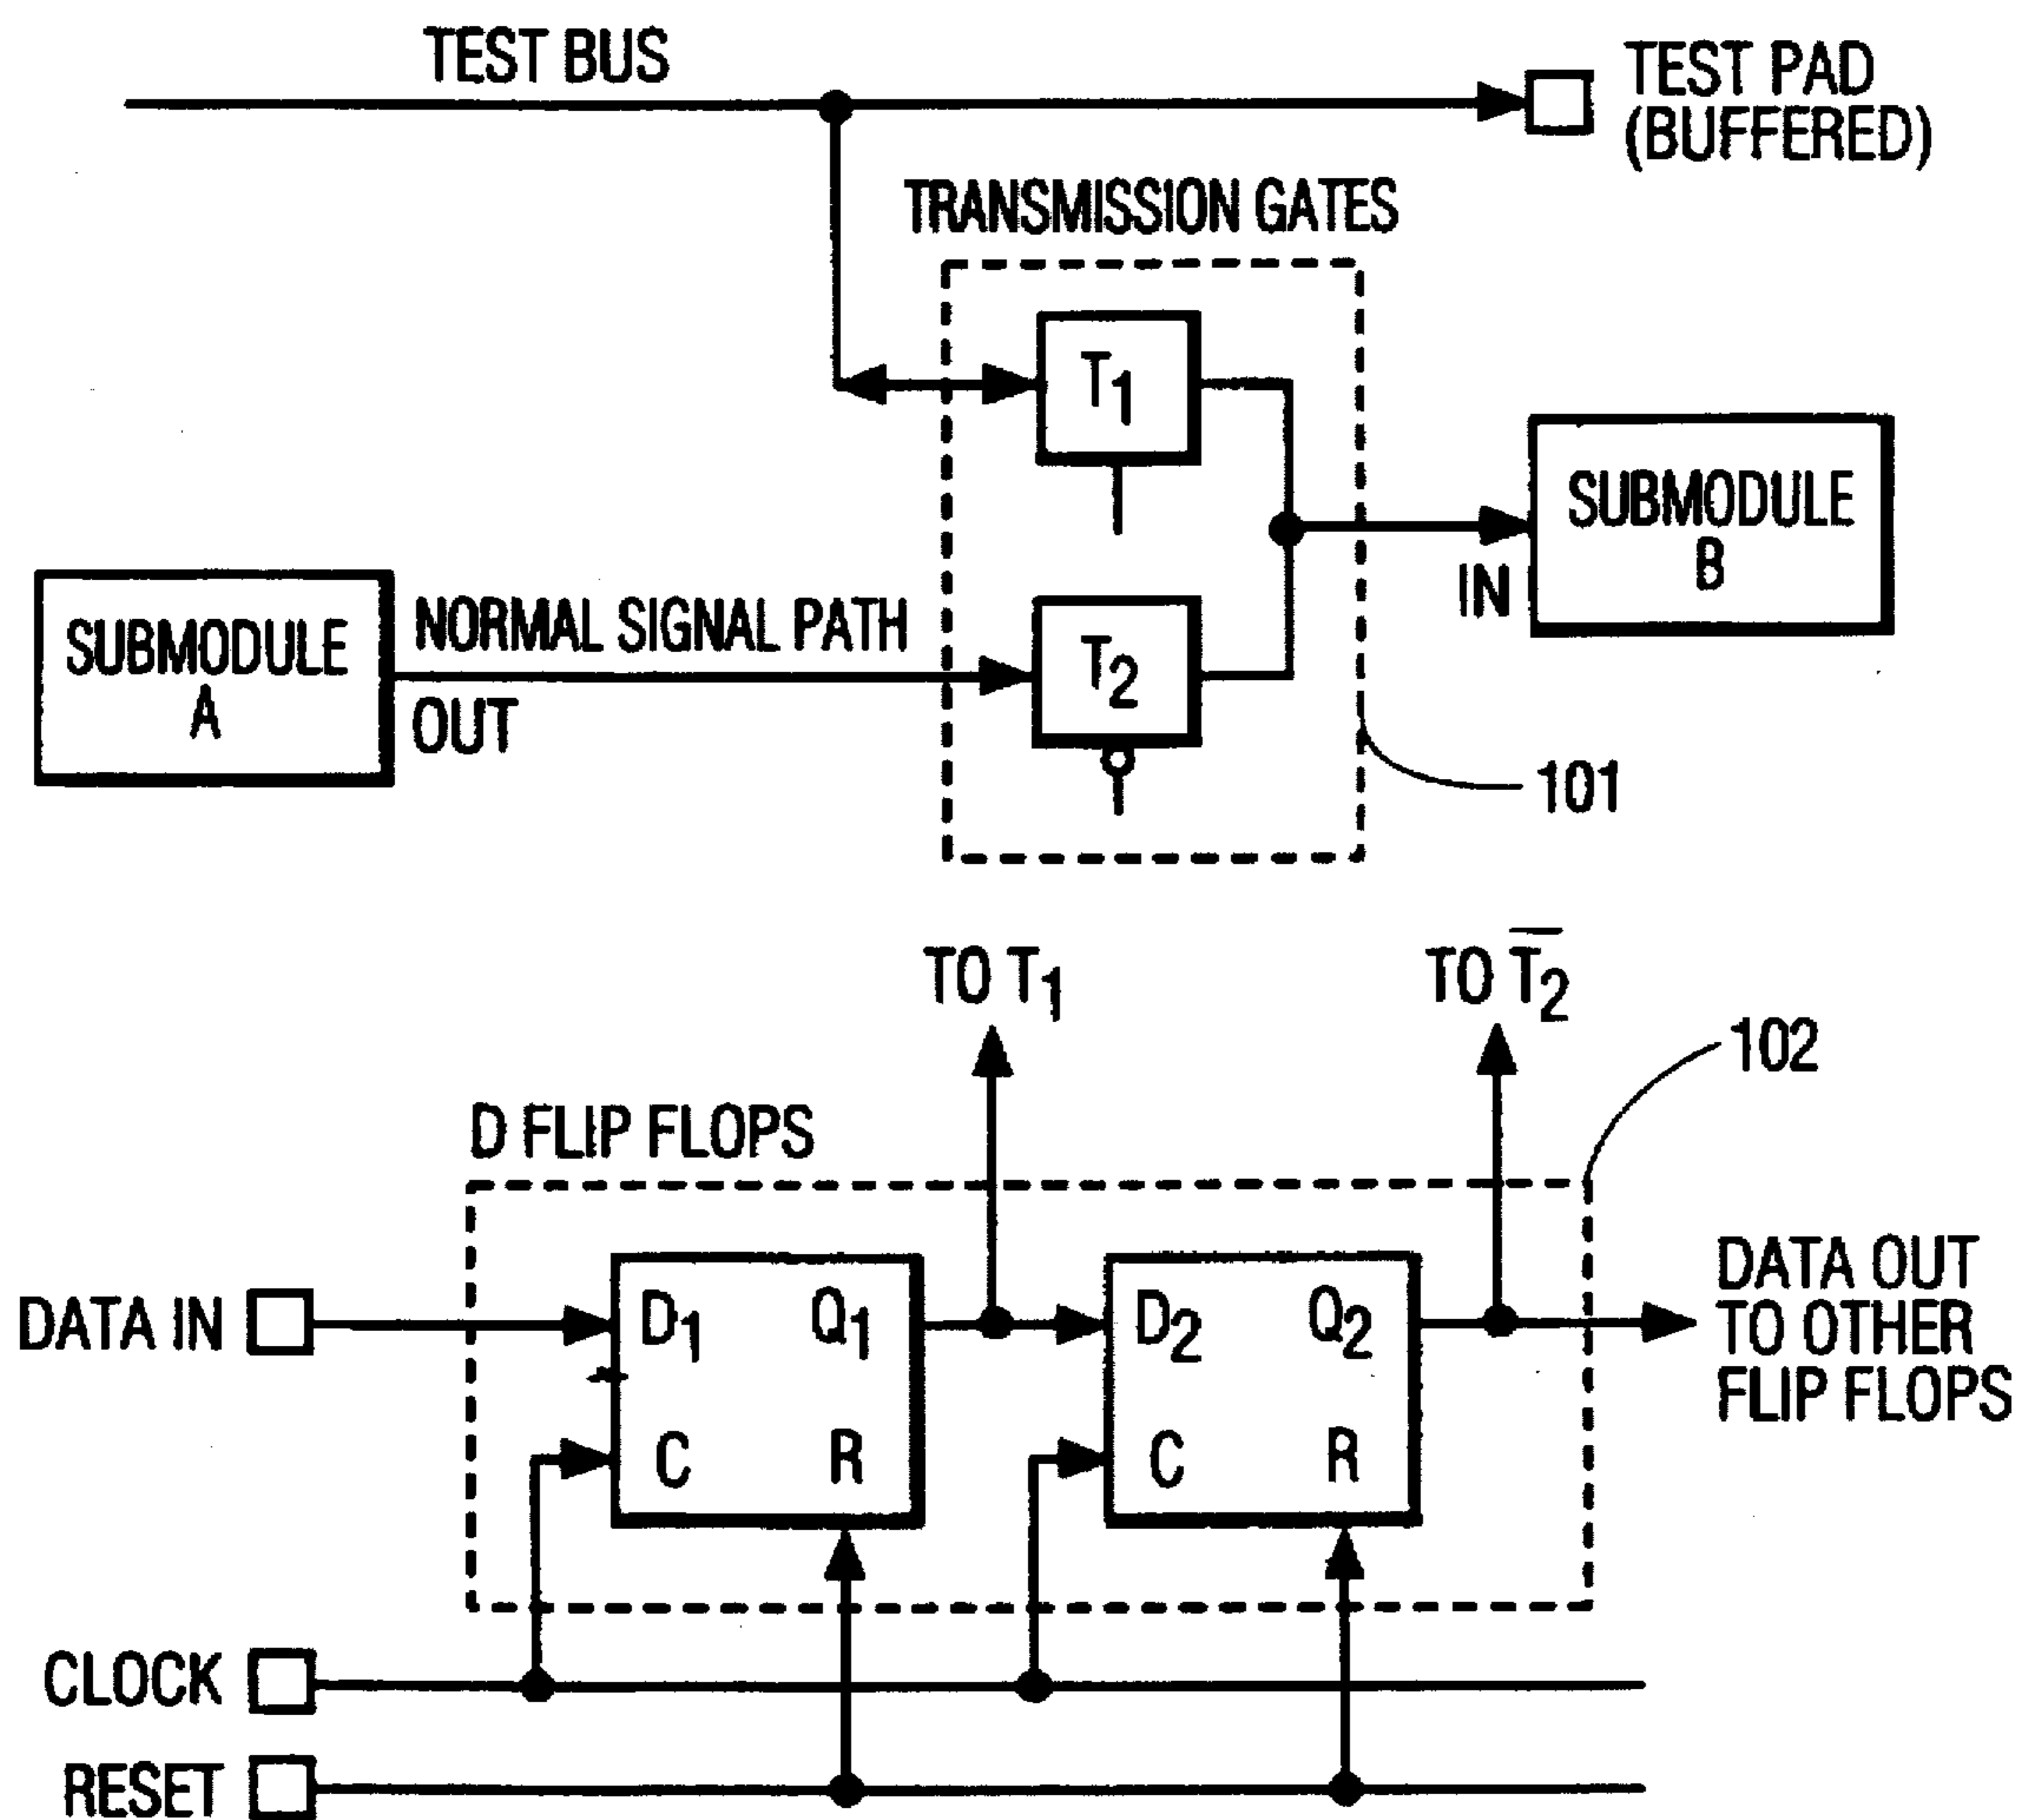 TEST BUS
TEST PAD
(BUFFERED)
TRANSMISSION GATES
T1
SUBMODULE
B
IN
SUBMODULE
A
NORMAL SIGNAL PATH
OUT
T2
101
TO T1
TO T̅2̅
102
D FLIP FLOPS
DATA IN
D1 Q1
C R
D2 Q2
C R
DATA OUT
TO OTHER
FLIP FLOPS
CLOCK
RESET